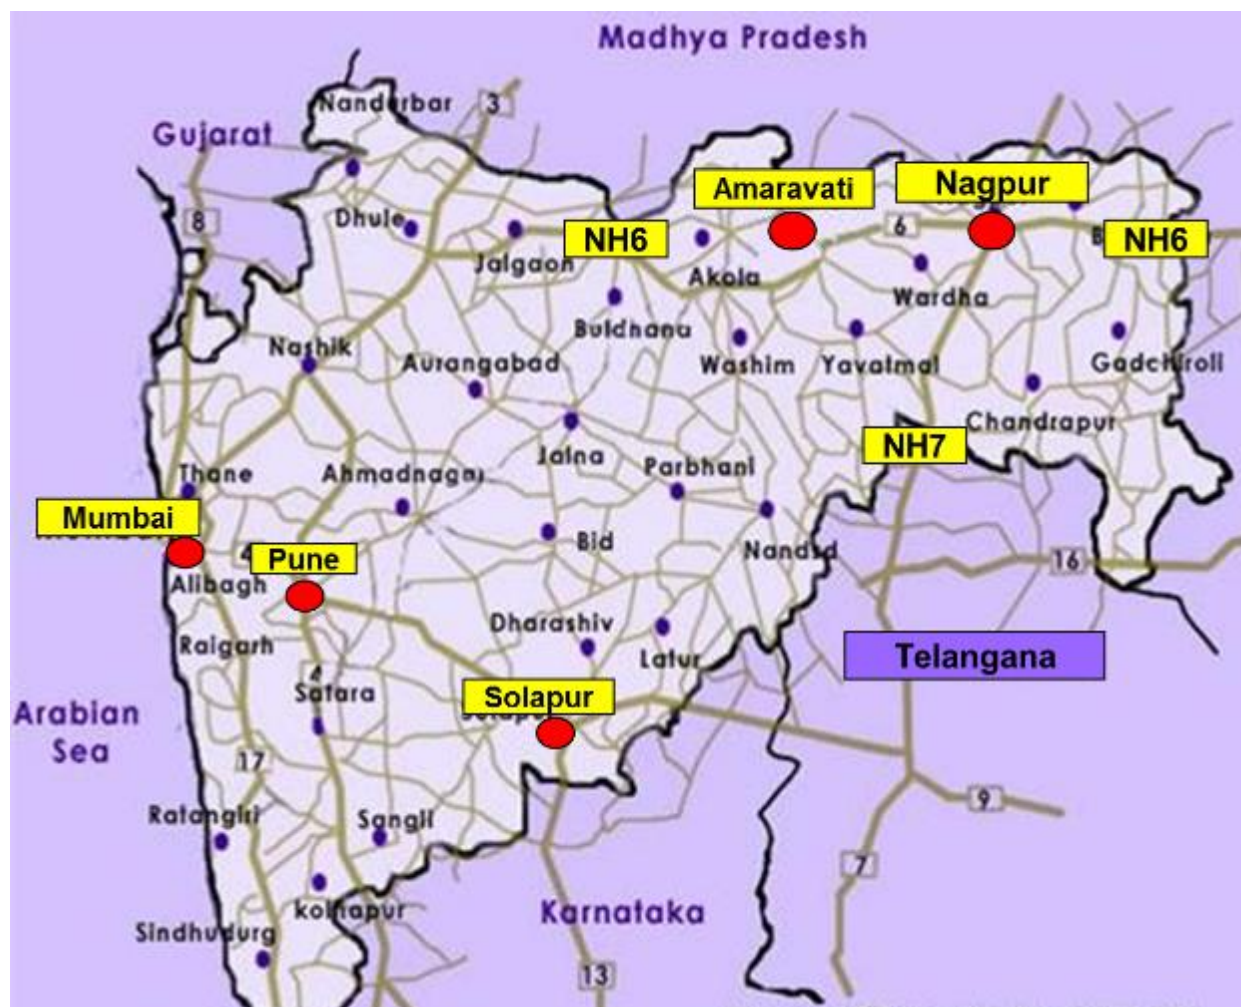 Madhya Pradesh
Nandurbar
3
Gujarat
Amaravati
Nagpur
8
Dhule
NH6
6
NH6
Jalgaon
Akola
Wardha
Buldhana
Nashik
Aurangabad
Washim
Yavatmal
Gadchiroli
Chandrapur
NH7
Jalna
Parbhani
Thane
Ahmadnagar
Mumbai
4
Pune
Bid
Nanded
16
Alibagh
Dharashiv
Raigarh
Latur
Telangana
4
Satara
Solapur
Arabian
Sea
17
9
Ratangiri
Sangli
7
kolhapur
Karnataka
Sindhudurg
13